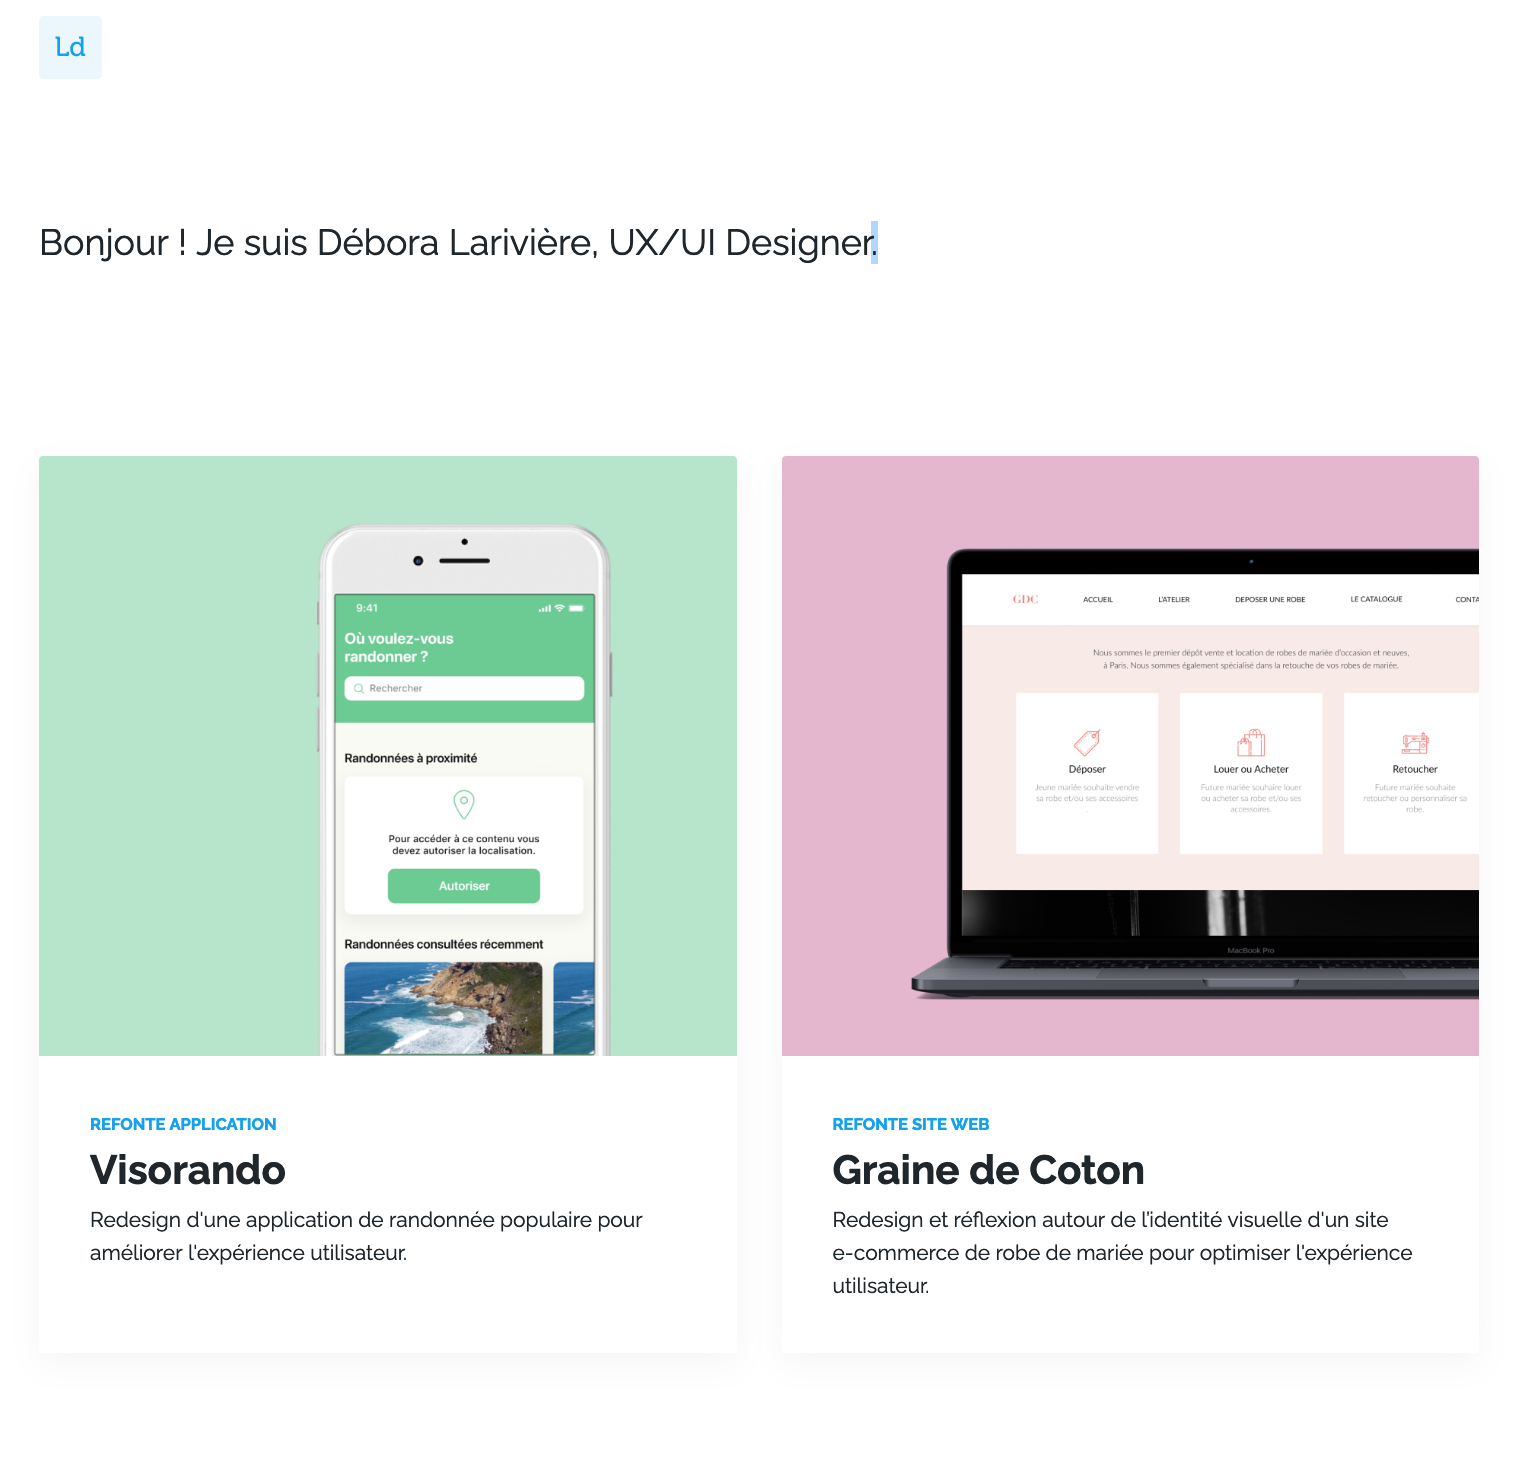 Ld
Bonjour ! Je suis Débora Larivière, UX/UI Designer.
9:41
Où voulez-vous
randonner ?
Rechercher
Randonnées à proximité
Pour accéder à ce contenu vous
devez autoriser la localisation.
Autoriser
Randonnées consultées récemment
GDC ACCUEIL L'ATELIER DEPOSER UNE ROBE LE CATALOGUE CONTA
Nous sommes le premier dépôt vente et location de robes de mariée d'occasion et neuves,
à Paris. Nous sommes également spécialisé dans la retouche de vos robes de mariée.
Déposer
Jeune mariée souhaite vendre
sa robe et/ou ses accessoires
.
Louer ou Acheter
Future mariée souhaire louer
ou acheter sa robe et/ou ses
accessoires.
Retoucher
Future mariée souhaite
retoucher ou personnaliser sa
robe.
MacBook Pro
REFONTE APPLICATION
Visorando
Redesign d'une application de randonnée populaire pour
améliorer l'expérience utilisateur.
REFONTE SITE WEB
Graine de Coton
Redesign et réflexion autour de l'identité visuelle d'un site
e-commerce de robe de mariée pour optimiser l'expérience
utilisateur.